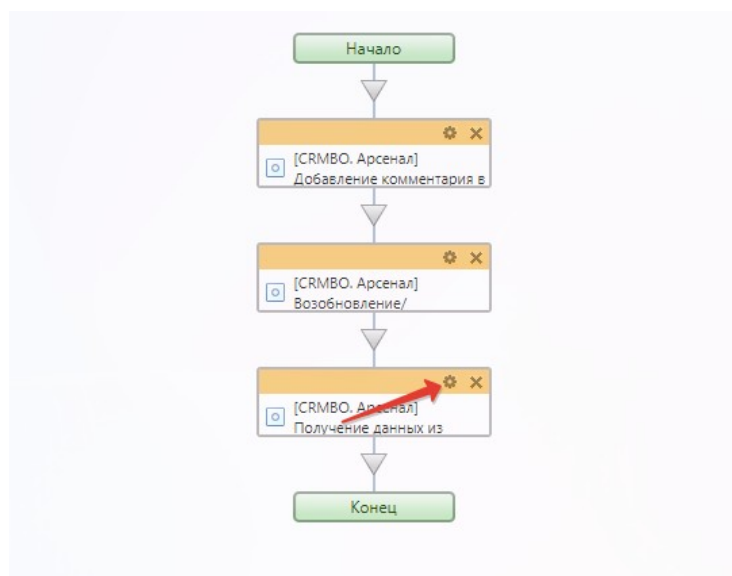 Начало
[CRMBO. Арсенал]
Добавление комментария в
[CRMBO. Арсенал]
Возобновление/
[CRMBO. Арсенал]
Получение данных из
Конец